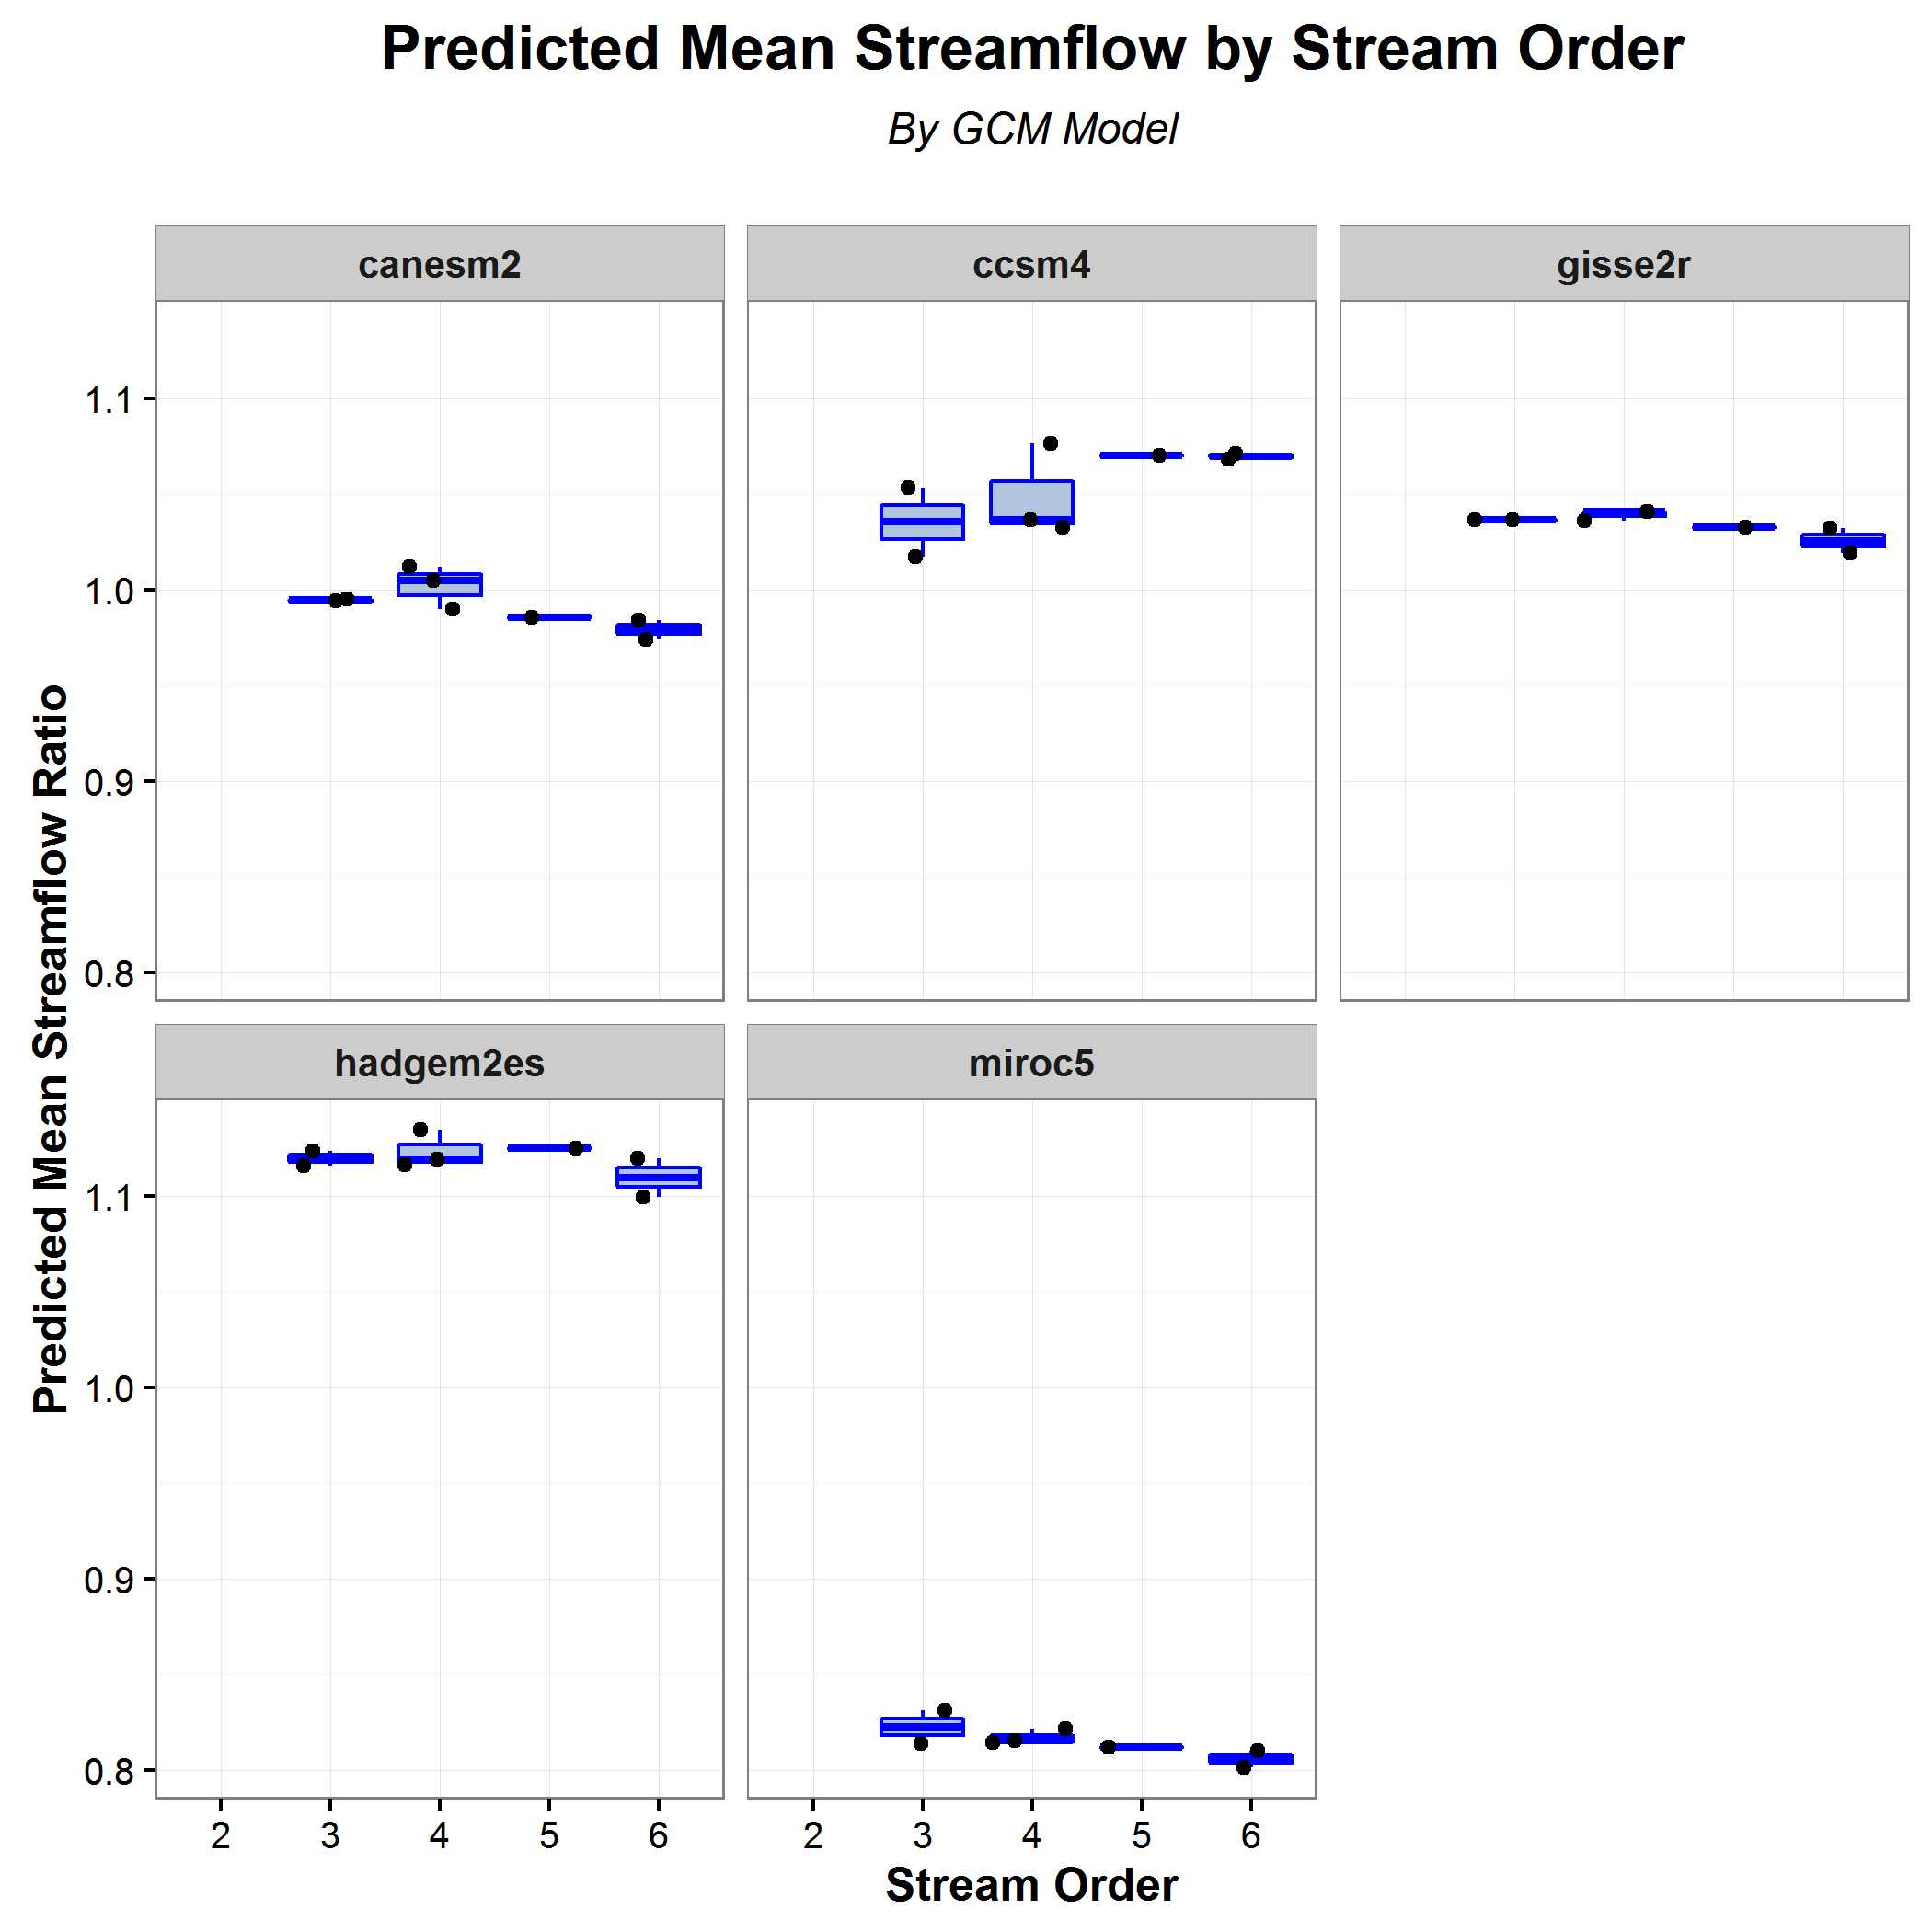 Predicted Mean Streamflow by Stream Order
By GCM Model
canesm2
ccsm4
gisse2r
1.1
1.0
0.9
0.8
Predicted Mean Streamflow Ratio
hadgem2es
miroc5
1.1
1.0
0.9
0.8
2 3 4 5 6
2 3 4 5 6
Stream Order